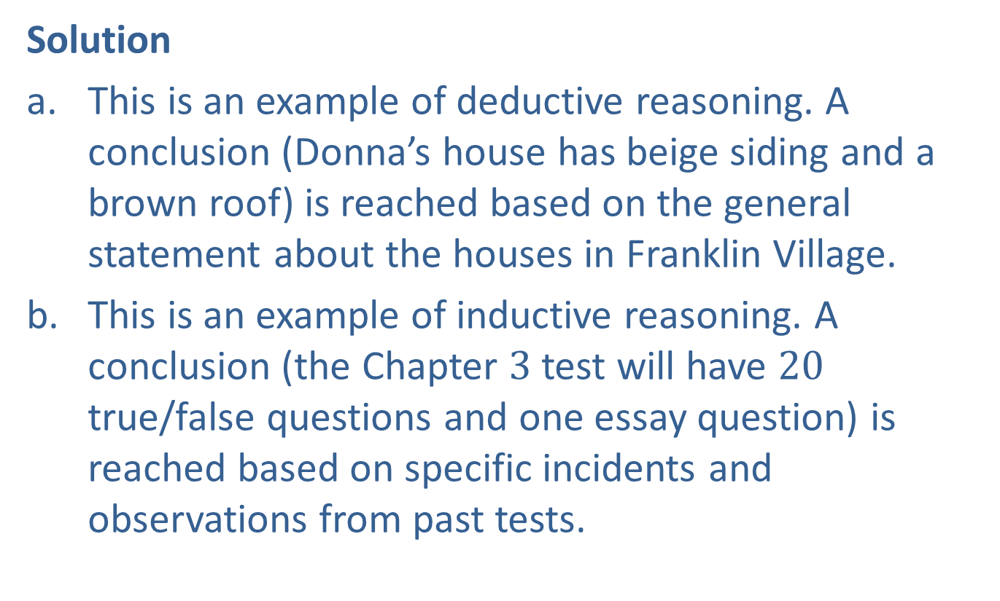 Solution
a. This is an example of deductive reasoning. A
conclusion (Donna’s house has beige siding and a
brown roof) is reached based on the general
statement about the houses in Franklin Village.
b. This is an example of inductive reasoning. A
conclusion (the Chapter 3 test will have 20
true/false questions and one essay question) is
reached based on specific incidents and
observations from past tests.